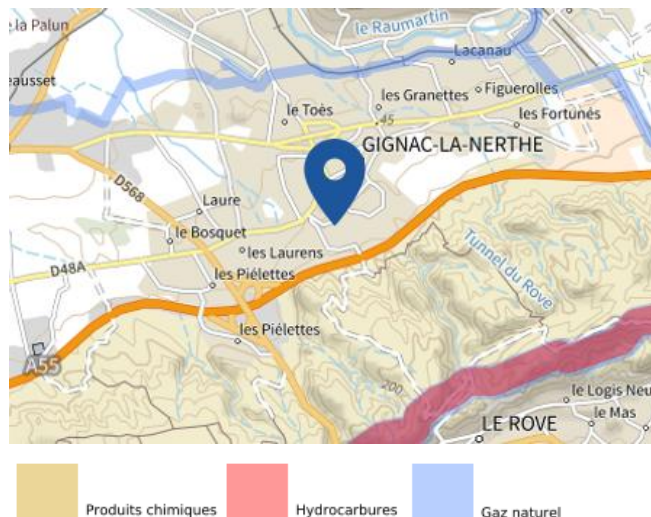 le Raumartin
la Palun
Lacanau
eausset
Figuerolles
les Granettes
le Toès
45
les Fortunés
GIGNAC-LA-NERTHE
D568
Laure
le Bosquet
les Laurens
Tunnel du Rove
D48A
les Piélettes
les Piélettes
A55
200
le Logis Neu
le Mas
LE ROVE
Produits chimiques
Hydrocarbures
Gaz naturel